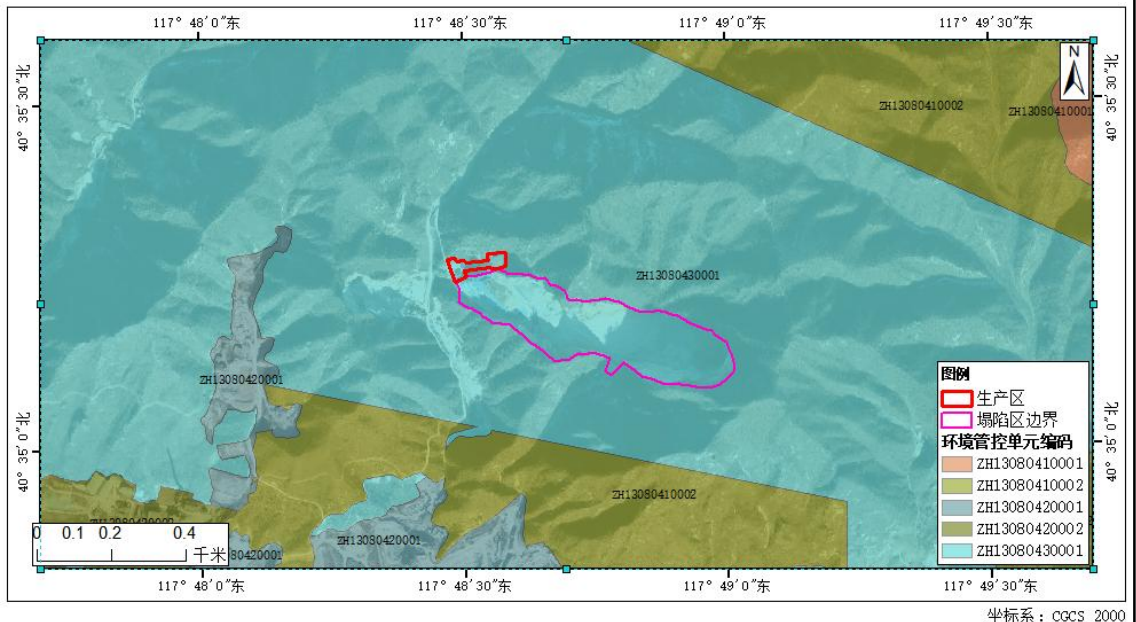 117° 48′0″东 117° 48′30″东 117° 49′0″东 117° 49′30″东
N
40° 35′30″北 40° 35′30″北
ZH13080410002
ZH13080410001
ZH13080430001
ZH13080420001
40° 35′0″北 40° 35′0″北
ZH13080410002
ZH13080420002
ZH13080420001
80420001
0 0.1 0.2 0.4
千米
图例
生产区
塌陷区边界
环境管控单元编码
ZH13080410001
ZH13080410002
ZH13080420001
ZH13080420002
ZH13080430001
117° 48′0″东 117° 48′30″东 117° 49′0″东 117° 49′30″东
坐标系：CGCS 2000